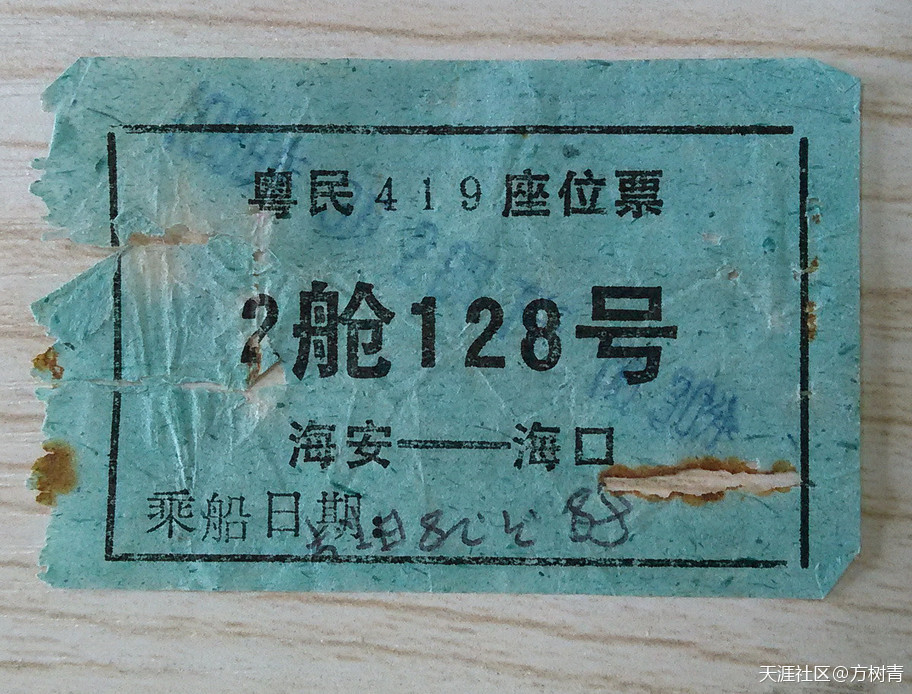 粤民419座位票
2舱128号
海安——海口
乘船日期
天涯社区@方树青